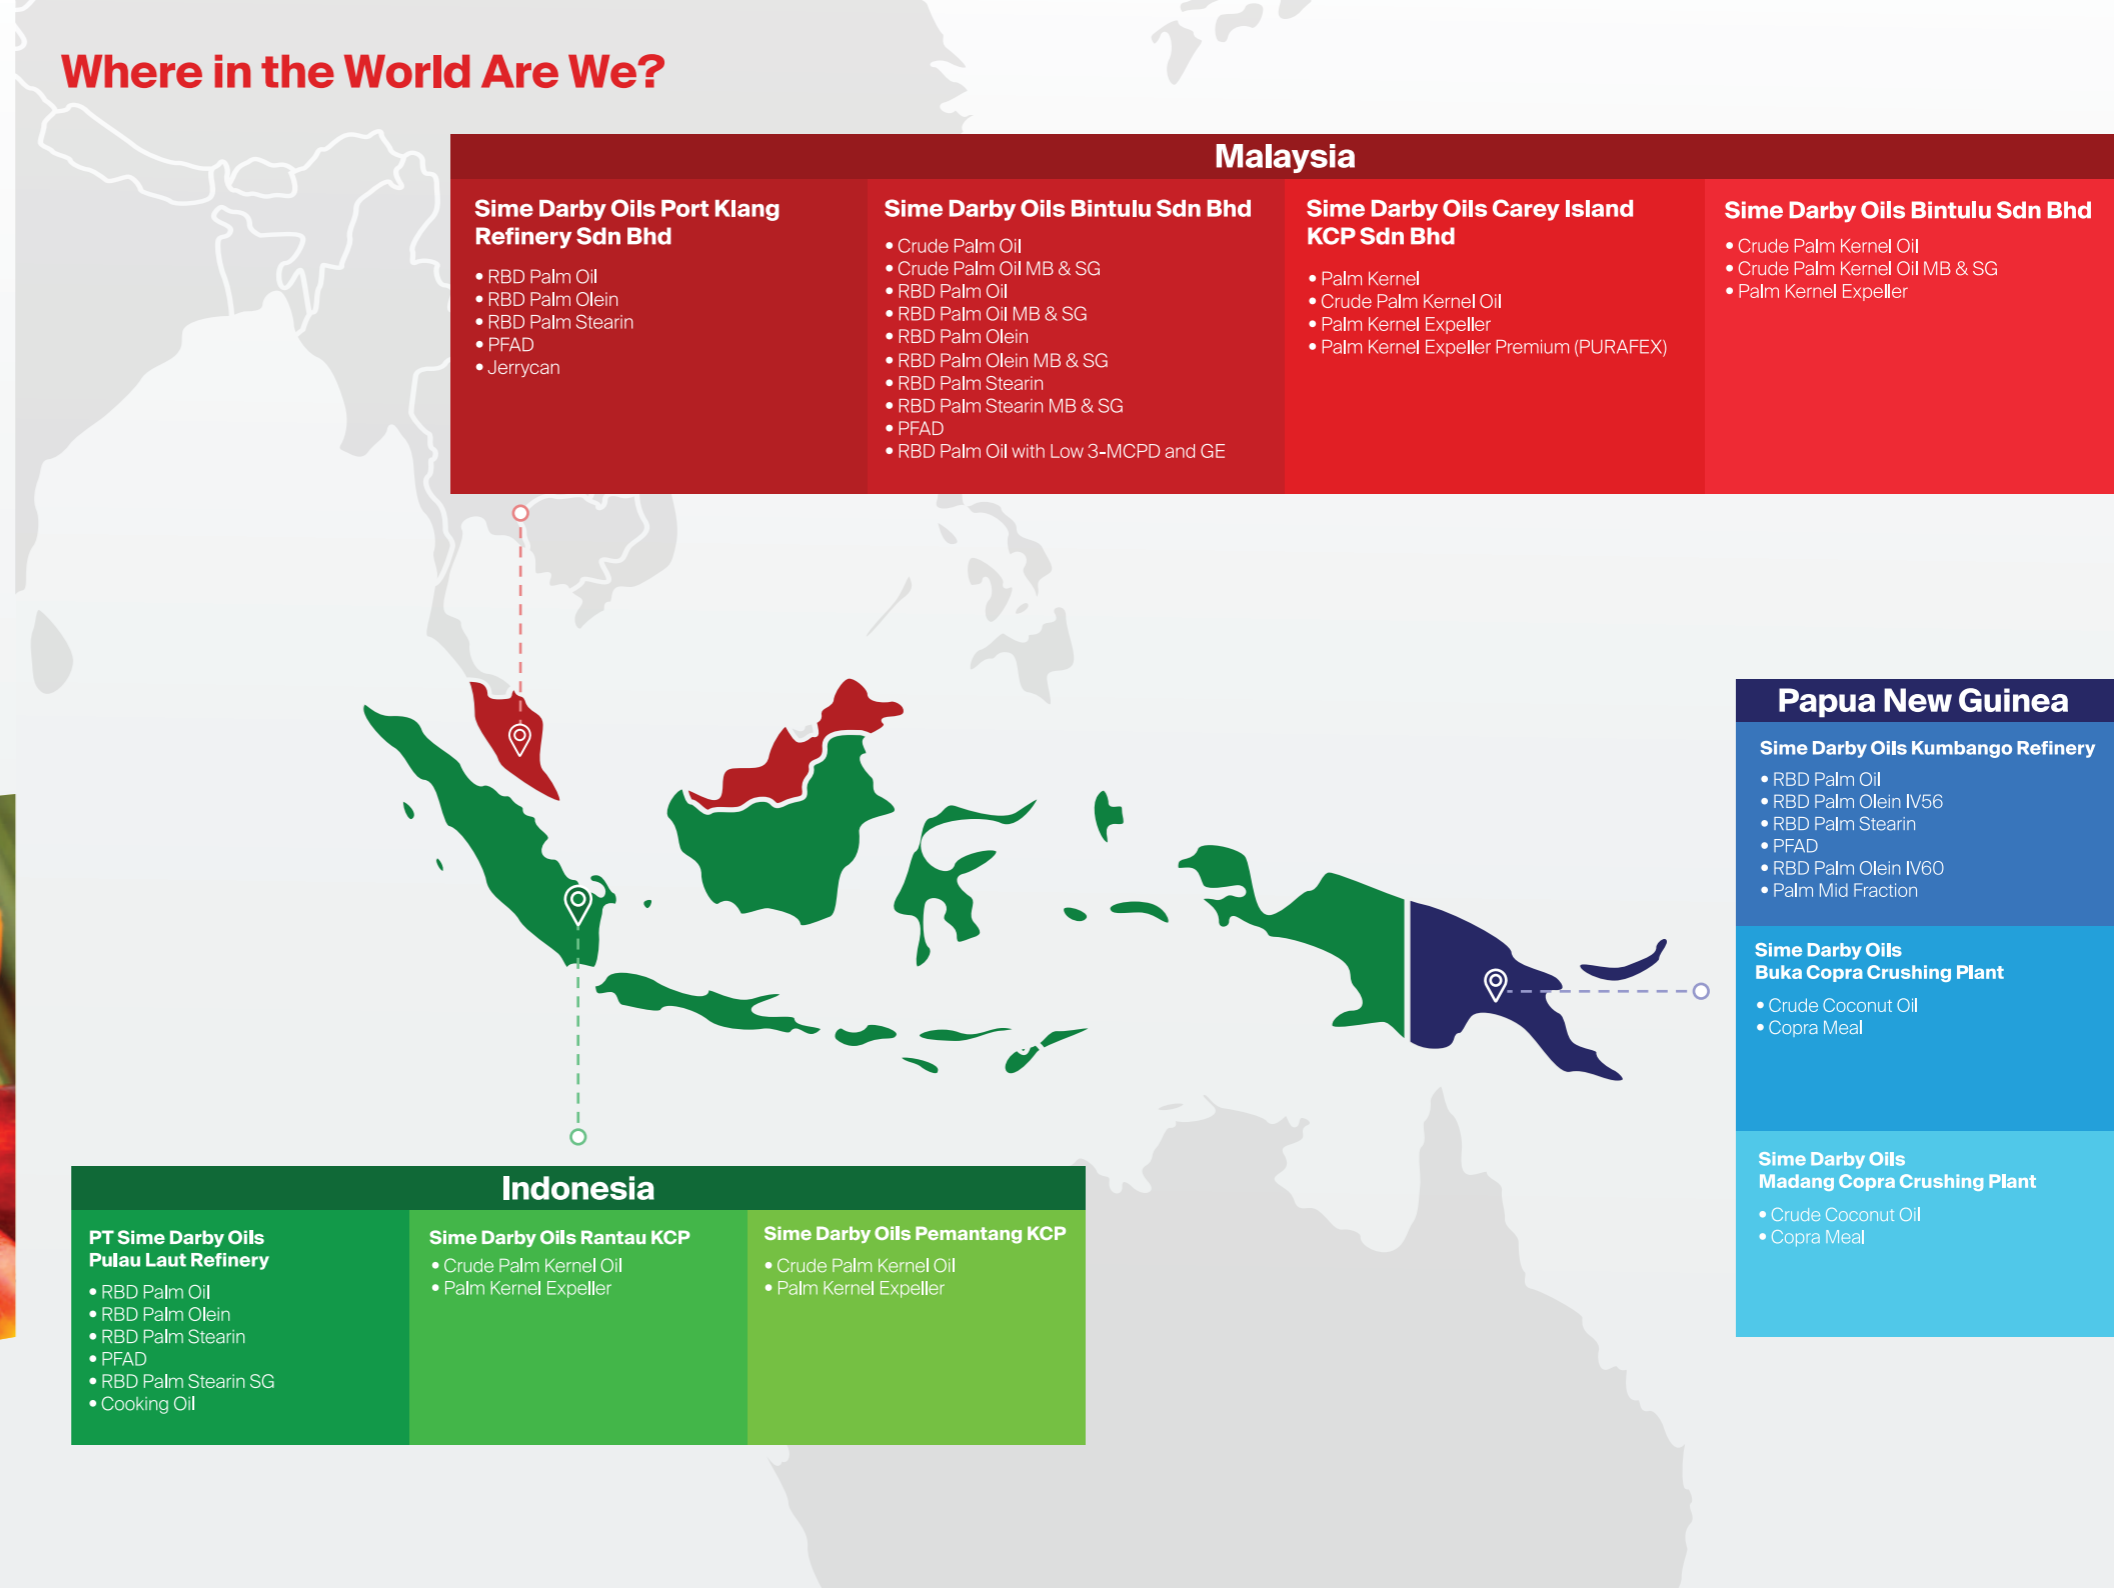 Where in the World Are We?
Malaysia
Sime Darby Oils Port Klang
Refinery Sdn Bhd
• RBD Palm Oil
• RBD Palm Olein
• RBD Palm Stearin
• PFAD
• Jerrycan
Sime Darby Oils Bintulu Sdn Bhd
• Crude Palm Oil
• Crude Palm Oil MB & SG
• RBD Palm Oil
• RBD Palm Oil MB & SG
• RBD Palm Olein
• RBD Palm Olein MB & SG
• RBD Palm Stearin
• RBD Palm Stearin MB & SG
• PFAD
• RBD Palm Oil with Low 3-MCPD and GE
Sime Darby Oils Carey Island
KCP Sdn Bhd
• Palm Kernel
• Crude Palm Kernel Oil
• Palm Kernel Expeller
• Palm Kernel Expeller Premium (PURAFEX)
Sime Darby Oils Bintulu Sdn Bhd
• Crude Palm Kernel Oil
• Crude Palm Kernel Oil MB & SG
• Palm Kernel Expeller
Papua New Guinea
Sime Darby Oils Kumbango Refinery
• RBD Palm Oil
• RBD Palm Olein IV56
• RBD Palm Stearin
• PFAD
• RBD Palm Olein IV60
• Palm Mid Fraction
Sime Darby Oils
Buka Copra Crushing Plant
• Crude Coconut Oil
• Copra Meal
Sime Darby Oils
Madang Copra Crushing Plant
• Crude Coconut Oil
• Copra Meal
Indonesia
PT Sime Darby Oils
Pulau Laut Refinery
• RBD Palm Oil
• RBD Palm Olein
• RBD Palm Stearin
• PFAD
• RBD Palm Stearin SG
• Cooking Oil
Sime Darby Oils Rantau KCP
• Crude Palm Kernel Oil
• Palm Kernel Expeller
Sime Darby Oils Pemantang KCP
• Crude Palm Kernel Oil
• Palm Kernel Expeller